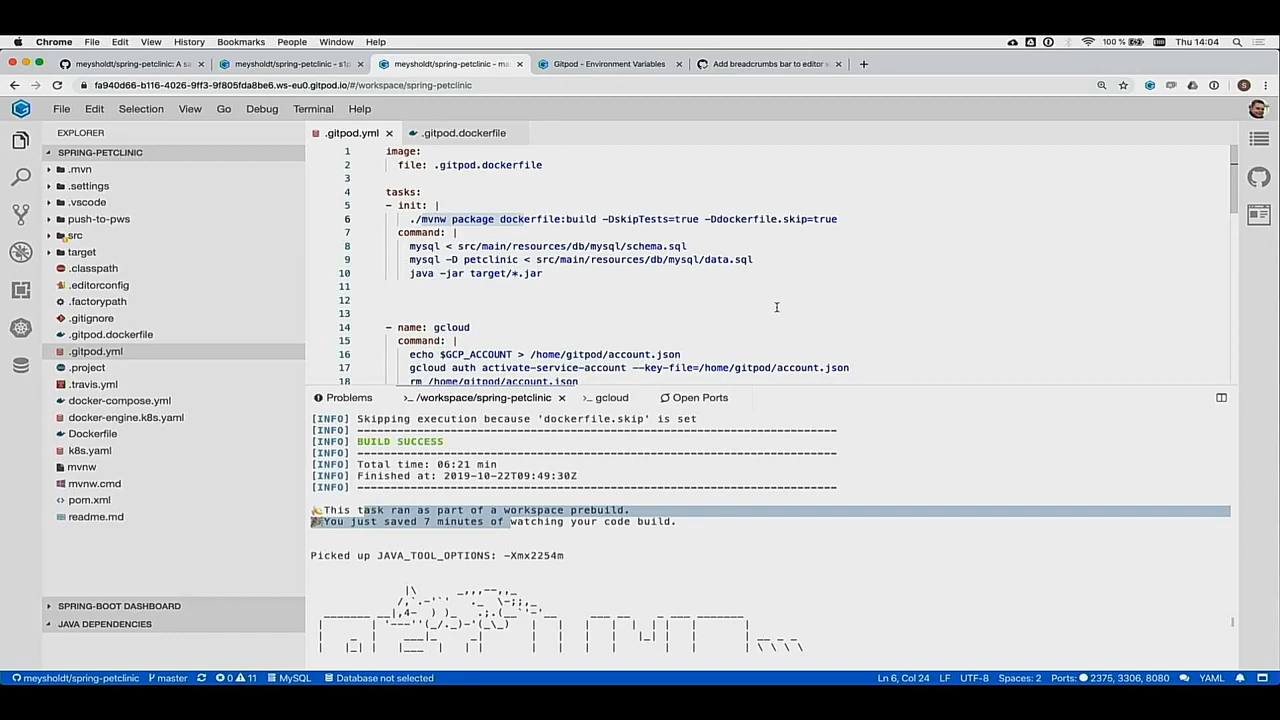 Chrome File Edit View History Bookmarks People Window Help 100 % Thu 14:04
meysholdt/spring-petclinic: A sa meysholdt/spring-petclinic - s1p meysholdt/spring-petclinic - ma Gitpod - Environment Variables Add breadcrumbs bar to editor
fa940d66-b116-4026-9ff3-9f805fda8be6.ws-eu0.gitpod.io/#/workspace/spring-petclinic S
File Edit Selection View Go Debug Terminal Help
EXPLORER
SPRING-PETCLINIC
.mvn
.settings
.vscode
push-to-pws
src
target
.classpath
.editorconfig
.factorypath
.gitignore
.gitpod.dockerfile
.gitpod.yml
.project
.travis.yml
docker-compose.yml
docker-engine.k8s.yaml
Dockerfile
k8s.yaml
mvnw
mvnw.cmd
pom.xml
readme.md
SPRING-BOOT DASHBOARD
JAVA DEPENDENCIES
.gitpod.yml .gitpod.dockerfile
1 image:
2 file: .gitpod.dockerfile
3
4 tasks:
5 - init: |
6 ./mvnw package dockerfile:build -DskipTests=true -Ddockerfile.skip=true
7 command: |
8 mysql < src/main/resources/db/mysql/schema.sql
9 mysql -D petclinic < src/main/resources/db/mysql/data.sql
10 java -jar target/*.jar
11
12
13
14 - name: gcloud
15 command: |
16 echo $GCP_ACCOUNT > /home/gitpod/account.json
17 gcloud auth activate-service-account --key-file=/home/gitpod/account.json
18 rm /home/gitpod/account.json
Problems >_ /workspace/spring-petclinic >_ gcloud Open Ports
[INFO] Skipping execution because 'dockerfile.skip' is set
[INFO] ------------------------------------------------------------------------
[INFO] BUILD SUCCESS
[INFO] ------------------------------------------------------------------------
[INFO] Total time: 06:21 min
[INFO] Finished at: 2019-10-22T09:49:30Z
[INFO] ------------------------------------------------------------------------
This task ran as part of a workspace prebuild.
You just saved 7 minutes of watching your code build.
Picked up JAVA_TOOL_OPTIONS: -Xmx2254m
meysholdt/spring-petclinic master 0 11 MySQL Database not selected Ln 6, Col 24 LF UTF-8 Spaces: 2 Ports: 2375, 3306, 8080 YAML